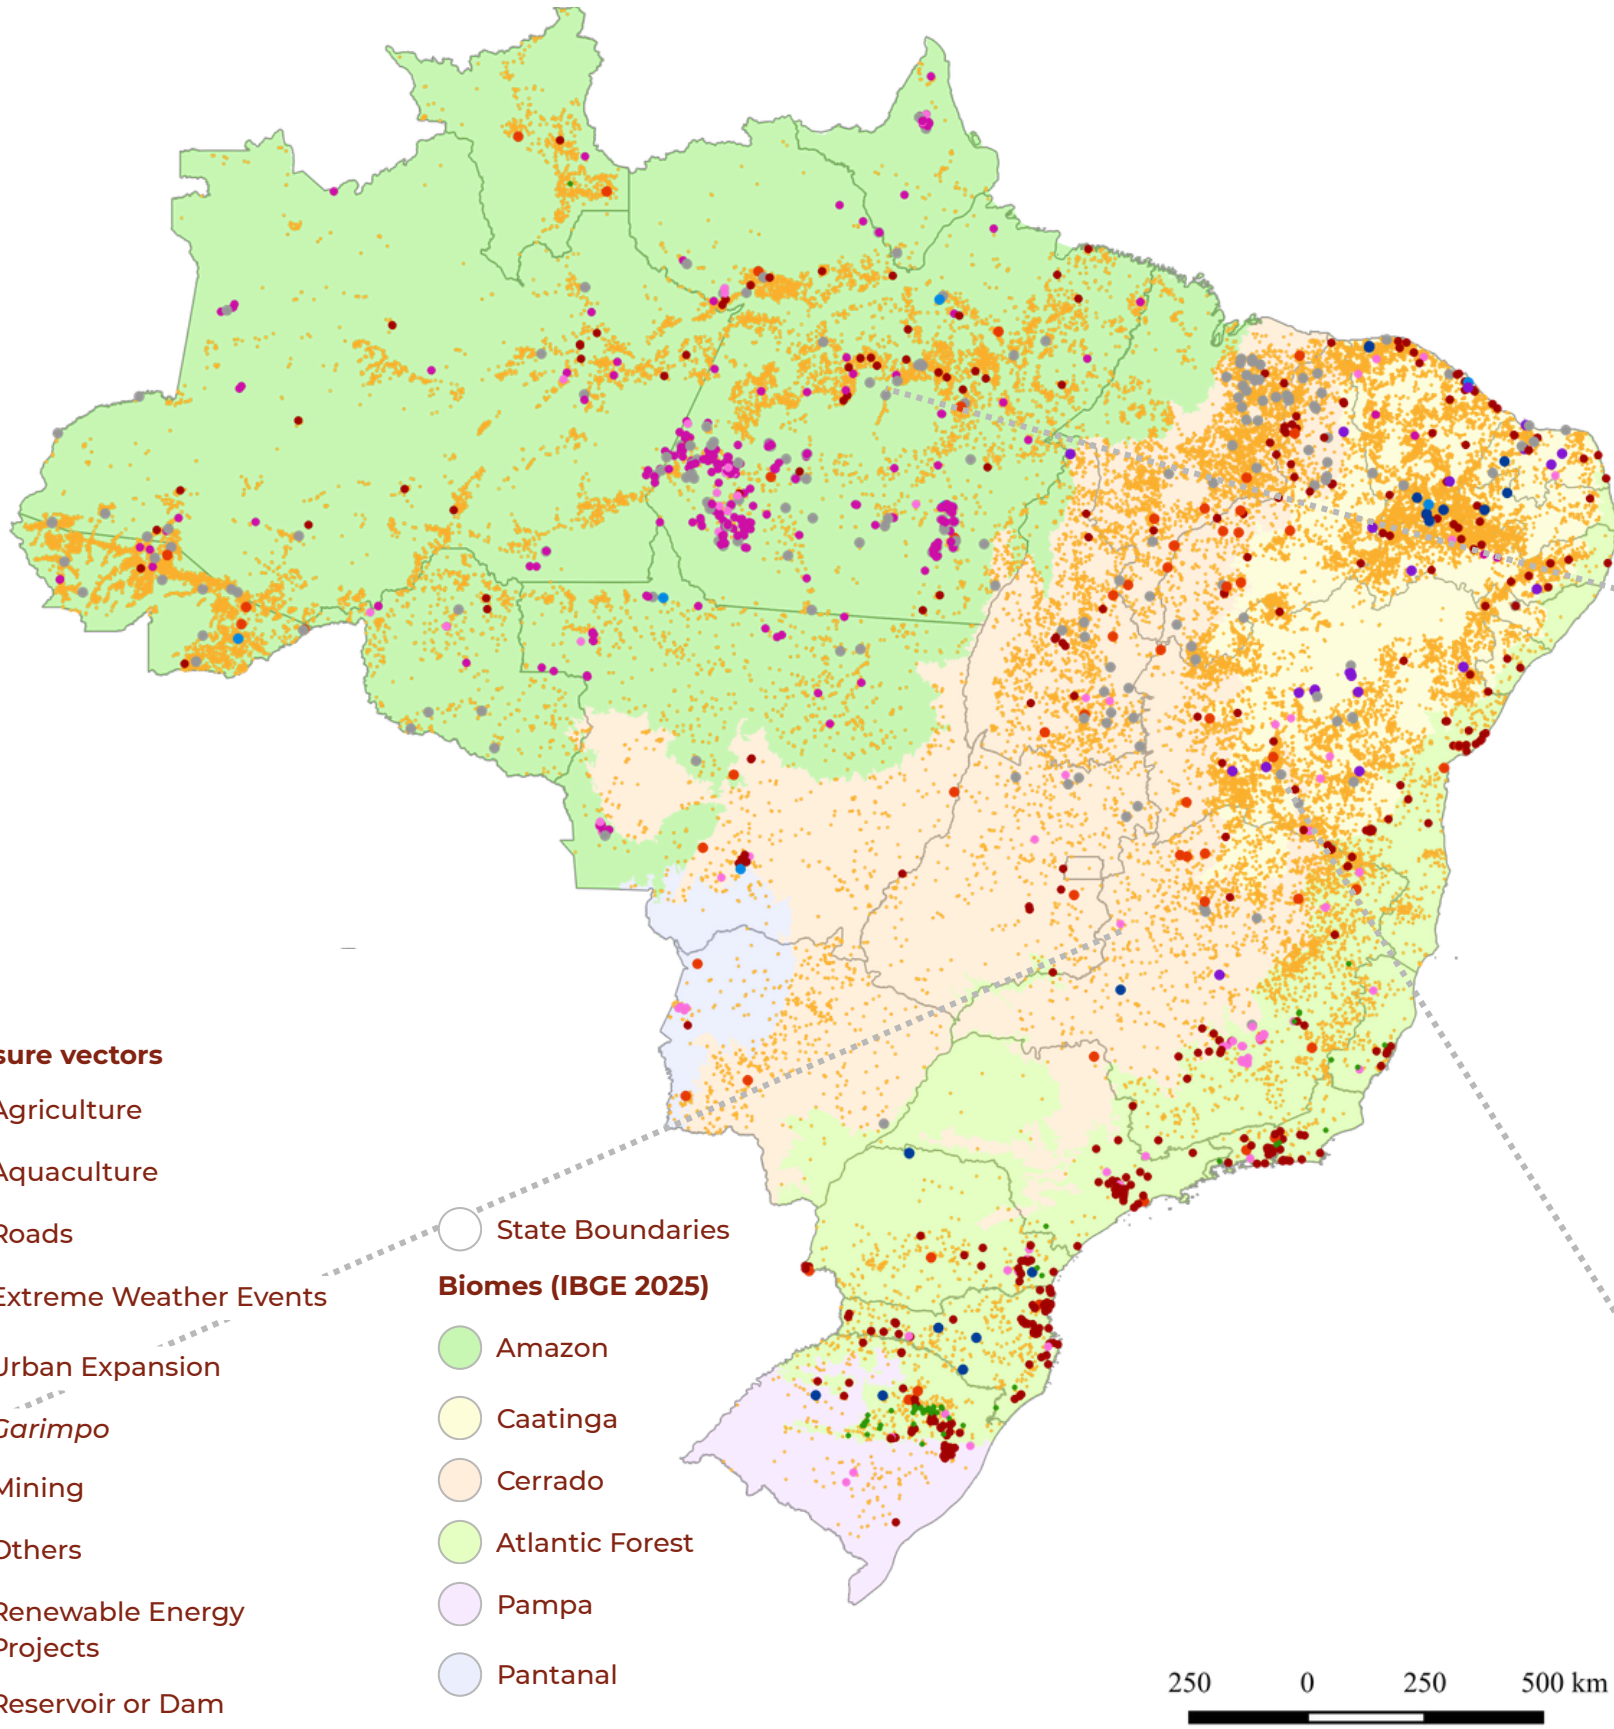 sure vectors
Agriculture
Aquaculture
Roads
Extreme Weather Events
Urban Expansion
Garimpo
Mining
Others
Renewable Energy
Projects
Reservoir or Dam
State Boundaries
Biomes (IBGE 2025)
Amazon
Caatinga
Cerrado
Atlantic Forest
Pampa
Pantanal
250 0 250 500 km